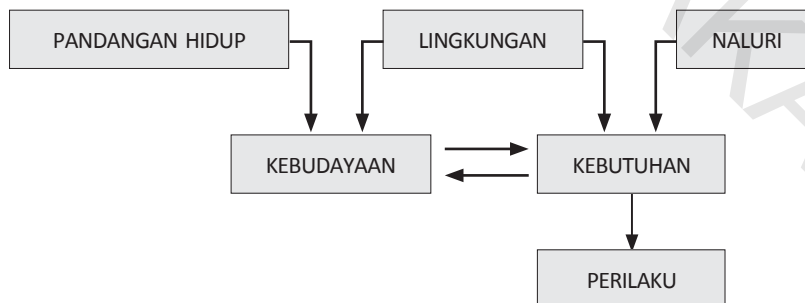 PANDANGAN HIDUP
LINGKUNGAN
NALURI
KEBUDAYAAN
KEBUTUHAN
PERILAKU